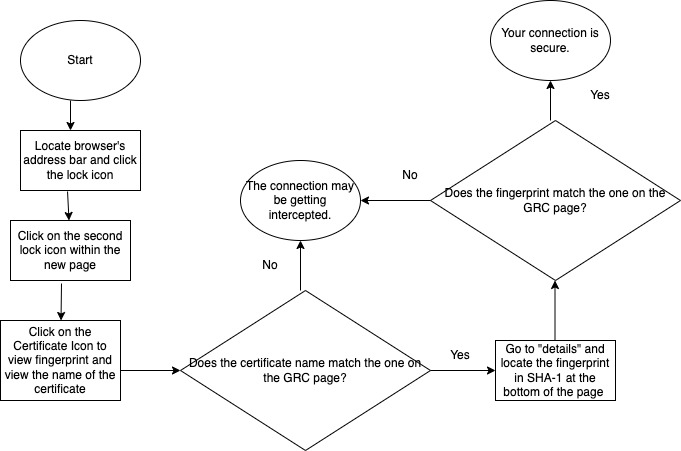 Start
Locate browser's
address bar and click
the lock icon
Click on the second
lock icon within the
new page
Click on the
Certificate Icon to
view fingerprint and
view the name of the
certificate
Does the certificate name match the one on
the GRC page?
No
The connection may
be getting
intercepted.
Yes
Go to "details" and
locate the fingerprint
in SHA-1 at the
bottom of the page
Does the fingerprint match the one on the
GRC page?
No
Yes
Your connection is
secure.